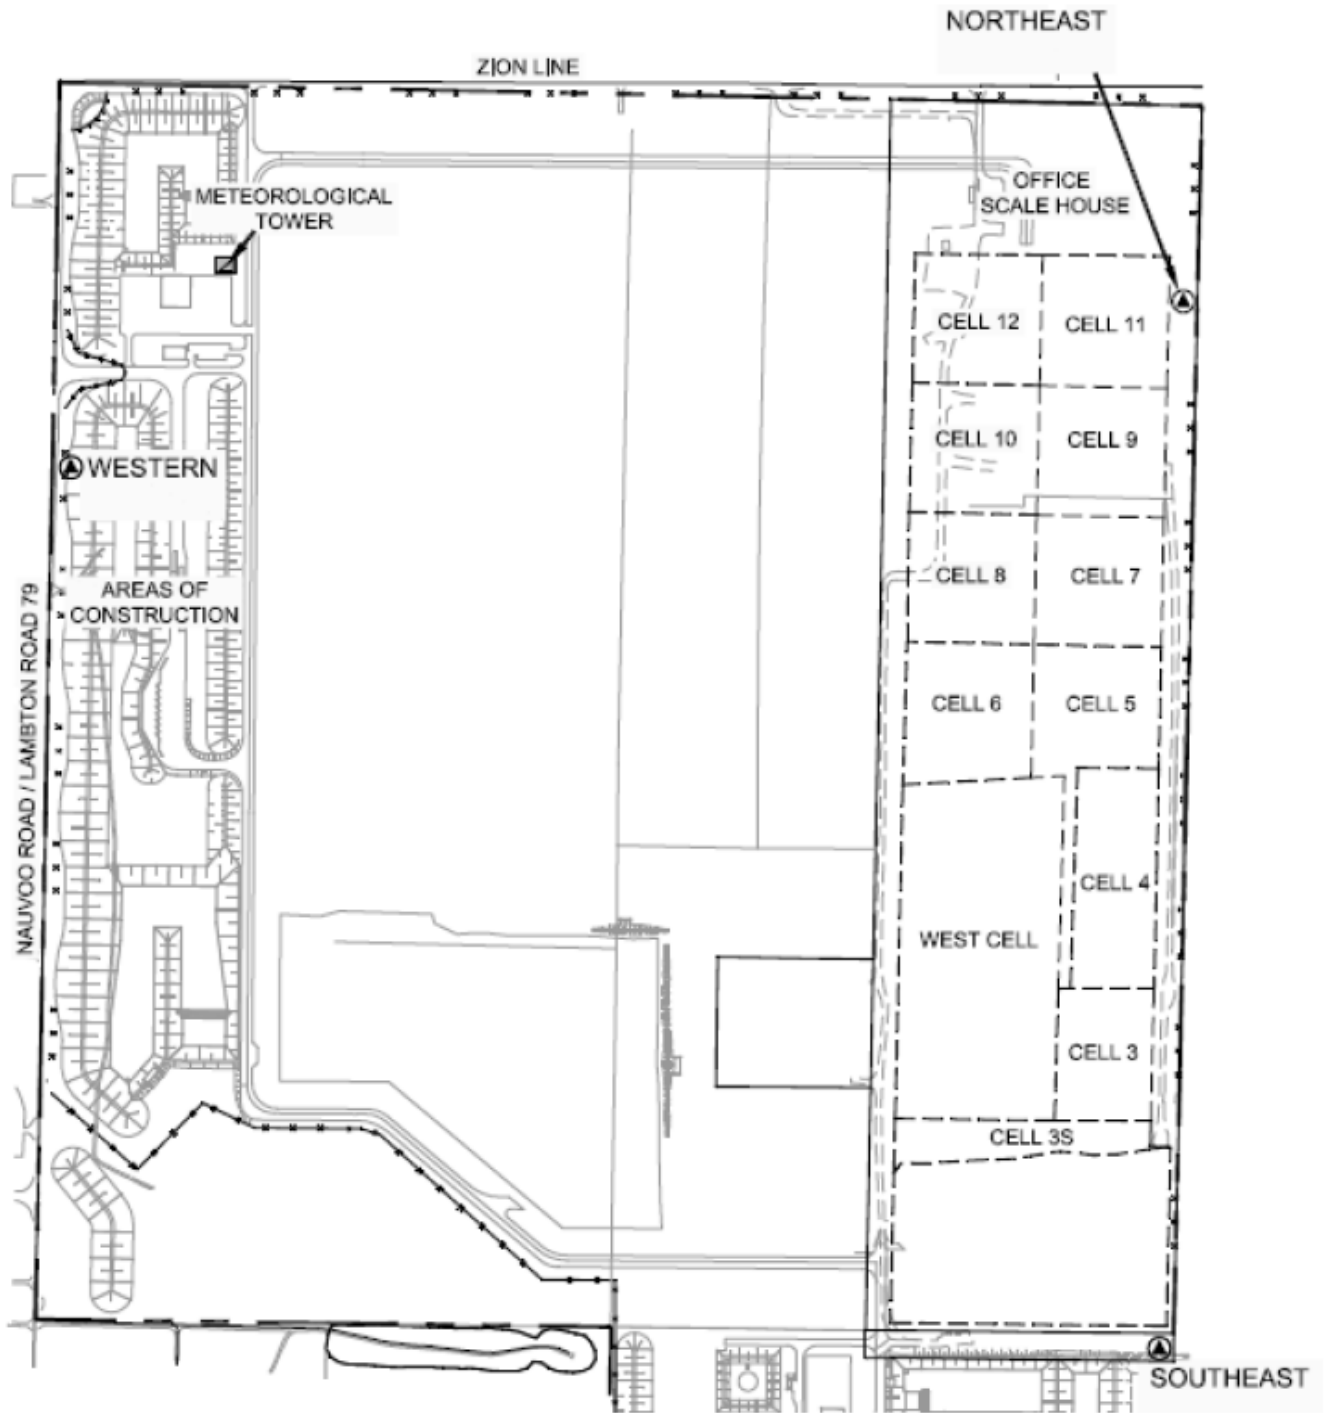 NORTHEAST
ZION LINE
METEOROLOGICAL
TOWER
OFFICE
SCALE HOUSE
CELL 12
CELL 11
CELL 10
CELL 9
WESTERN
CELL 8
CELL 7
AREAS OF
CONSTRUCTION
NAUVOO ROAD / LAMBTON ROAD 79
CELL 6
CELL 5
CELL 4
WEST CELL
CELL 3
CELL 3S
SOUTHEAST